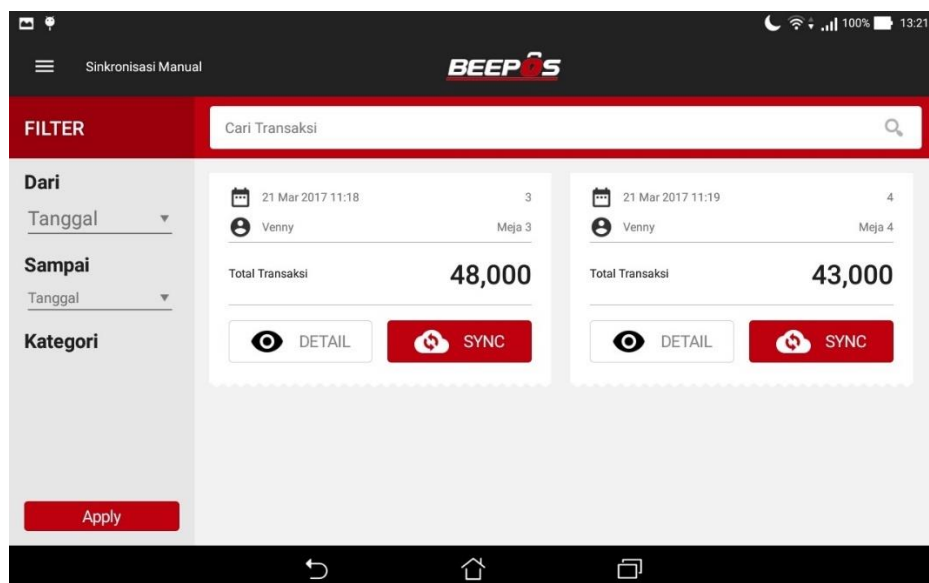 100% 13:21
Sinkronisasi Manual
BEEPOS
FILTER
Cari Transaksi
Dari
Tanggal
Sampai
Tanggal
Kategori
Apply
21 Mar 2017 11:18 3
Venny Meja 3
Total Transaksi 48,000
DETAIL SYNC
21 Mar 2017 11:19 4
Venny Meja 4
Total Transaksi 43,000
DETAIL SYNC